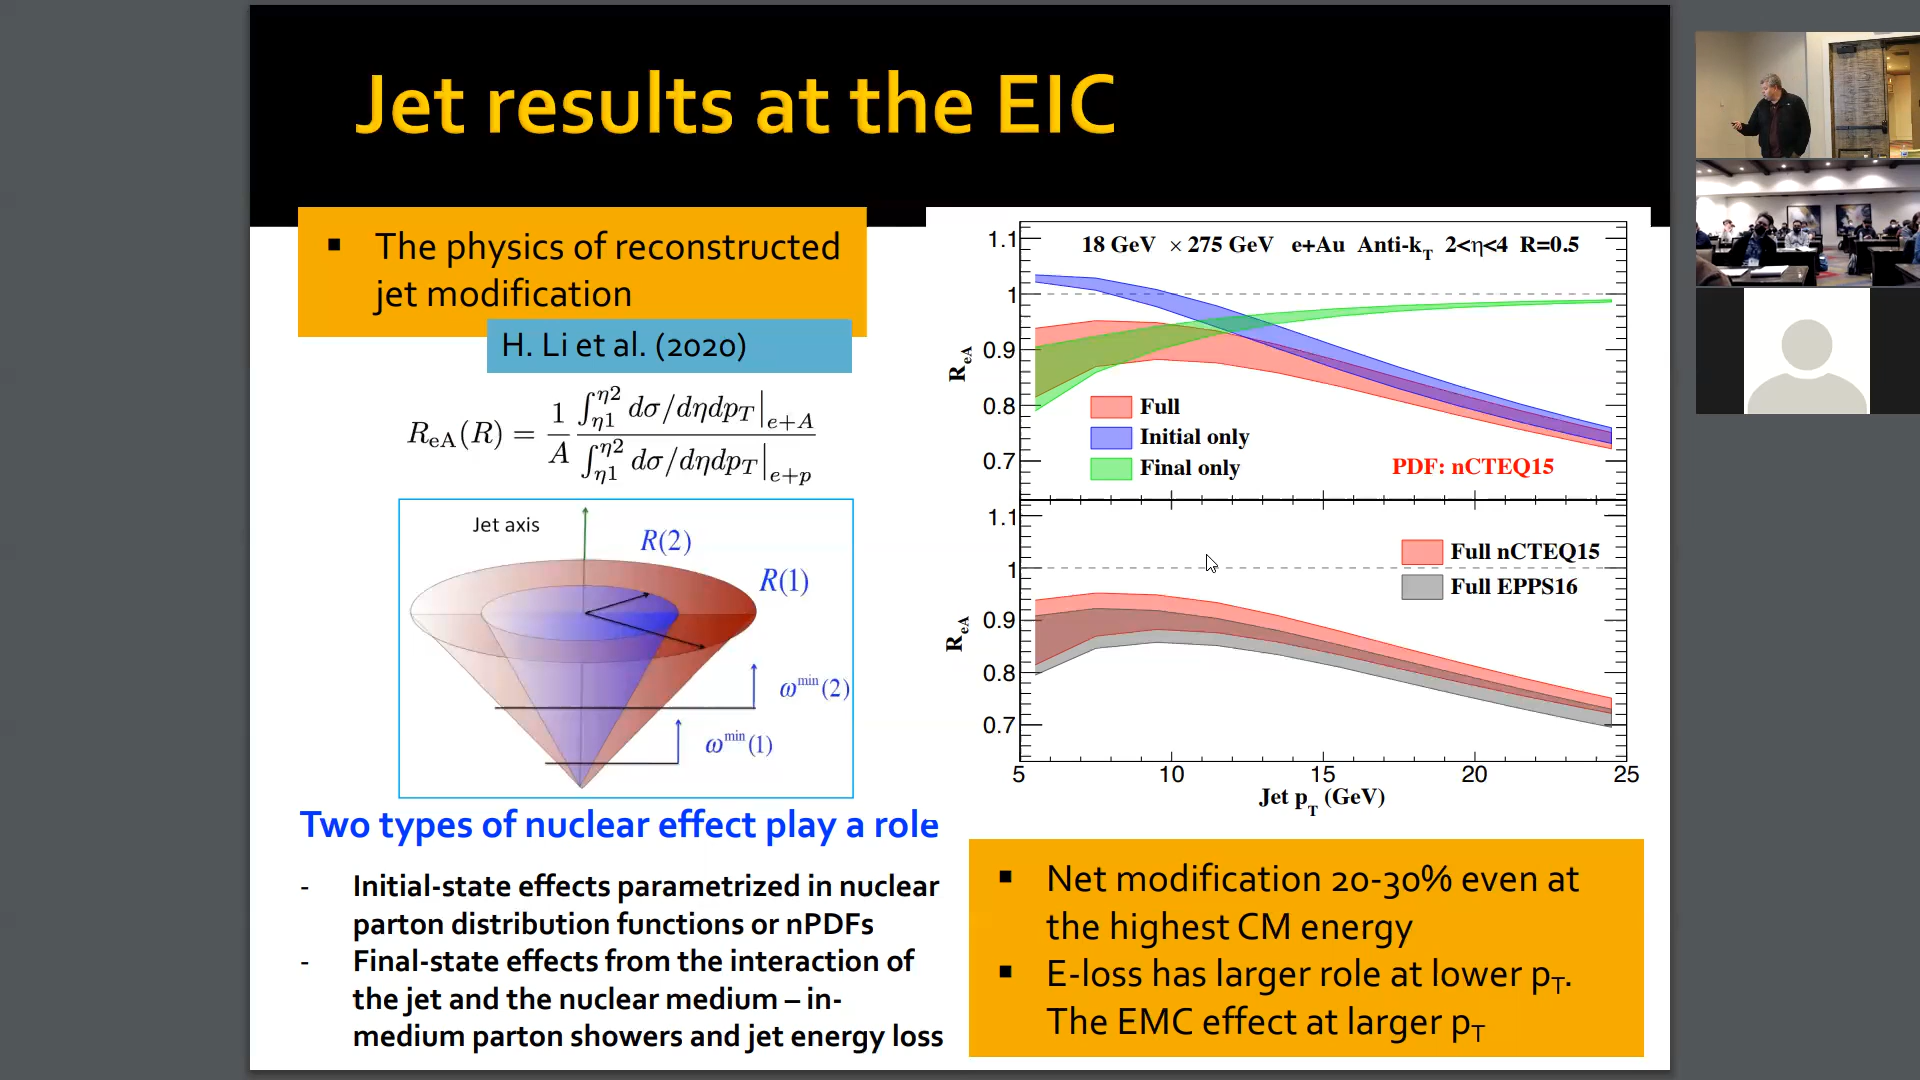 Jet results at the EIC
▪ The physics of reconstructed
jet modification
H. Li et al. (2020)
R_eA(R) = 1/A ∫_η1^η2 dσ/dηdp_T|_e+A / ∫_η1^η2 dσ/dηdp_T|_e+p
Jet axis
R(2)
R(1)
ω^min(2)
ω^min(1)
Two types of nuclear effect play a role
- Initial-state effects parametrized in nuclear
parton distribution functions or nPDFs
- Final-state effects from the interaction of
the jet and the nuclear medium – in-
medium parton showers and jet energy loss
18 GeV × 275 GeV e+Au Anti-k_T 2<η<4 R=0.5
1.1
1
0.9
0.8
0.7
R_eA
Full
Initial only
Final only
PDF: nCTEQ15
1.1
1
0.9
0.8
0.7
R_eA
Full nCTEQ15
Full EPPS16
5 10 15 20 25
Jet p_T (GeV)
▪ Net modification 20-30% even at
the highest CM energy
▪ E-loss has larger role at lower p_T.
The EMC effect at larger p_T